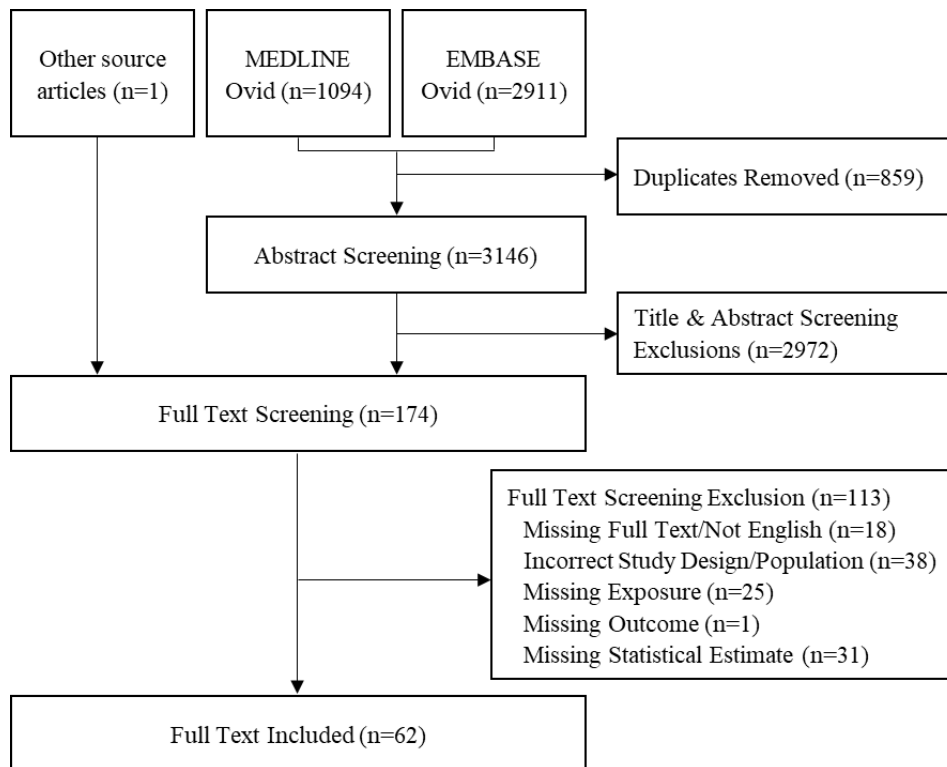 Other source
articles (n=1)
MEDLINE
Ovid (n=1094)
EMBASE
Ovid (n=2911)
Duplicates Removed (n=859)
Abstract Screening (n=3146)
Title & Abstract Screening
Exclusions (n=2972)
Full Text Screening (n=174)
Full Text Screening Exclusion (n=113)
Missing Full Text/Not English (n=18)
Incorrect Study Design/Population (n=38)
Missing Exposure (n=25)
Missing Outcome (n=1)
Missing Statistical Estimate (n=31)
Full Text Included (n=62)